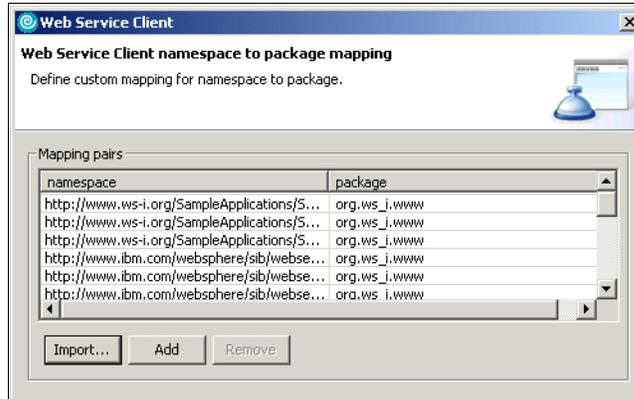 Web Service Client
Web Service Client namespace to package mapping
Define custom mapping for namespace to package.
Mapping pairs
namespace package
http://www.ws-i.org/SampleApplications/S... org.ws_i.www
http://www.ws-i.org/SampleApplications/S... org.ws_i.www
http://www.ws-i.org/SampleApplications/S... org.ws_i.www
http://www.ibm.com/websphere/sib/webse... org.ws_i.www
http://www.ibm.com/websphere/sib/webse... org.ws_i.www
http://www.ibm.com/websphere/sib/webse... org.ws_i.www
Import... Add Remove